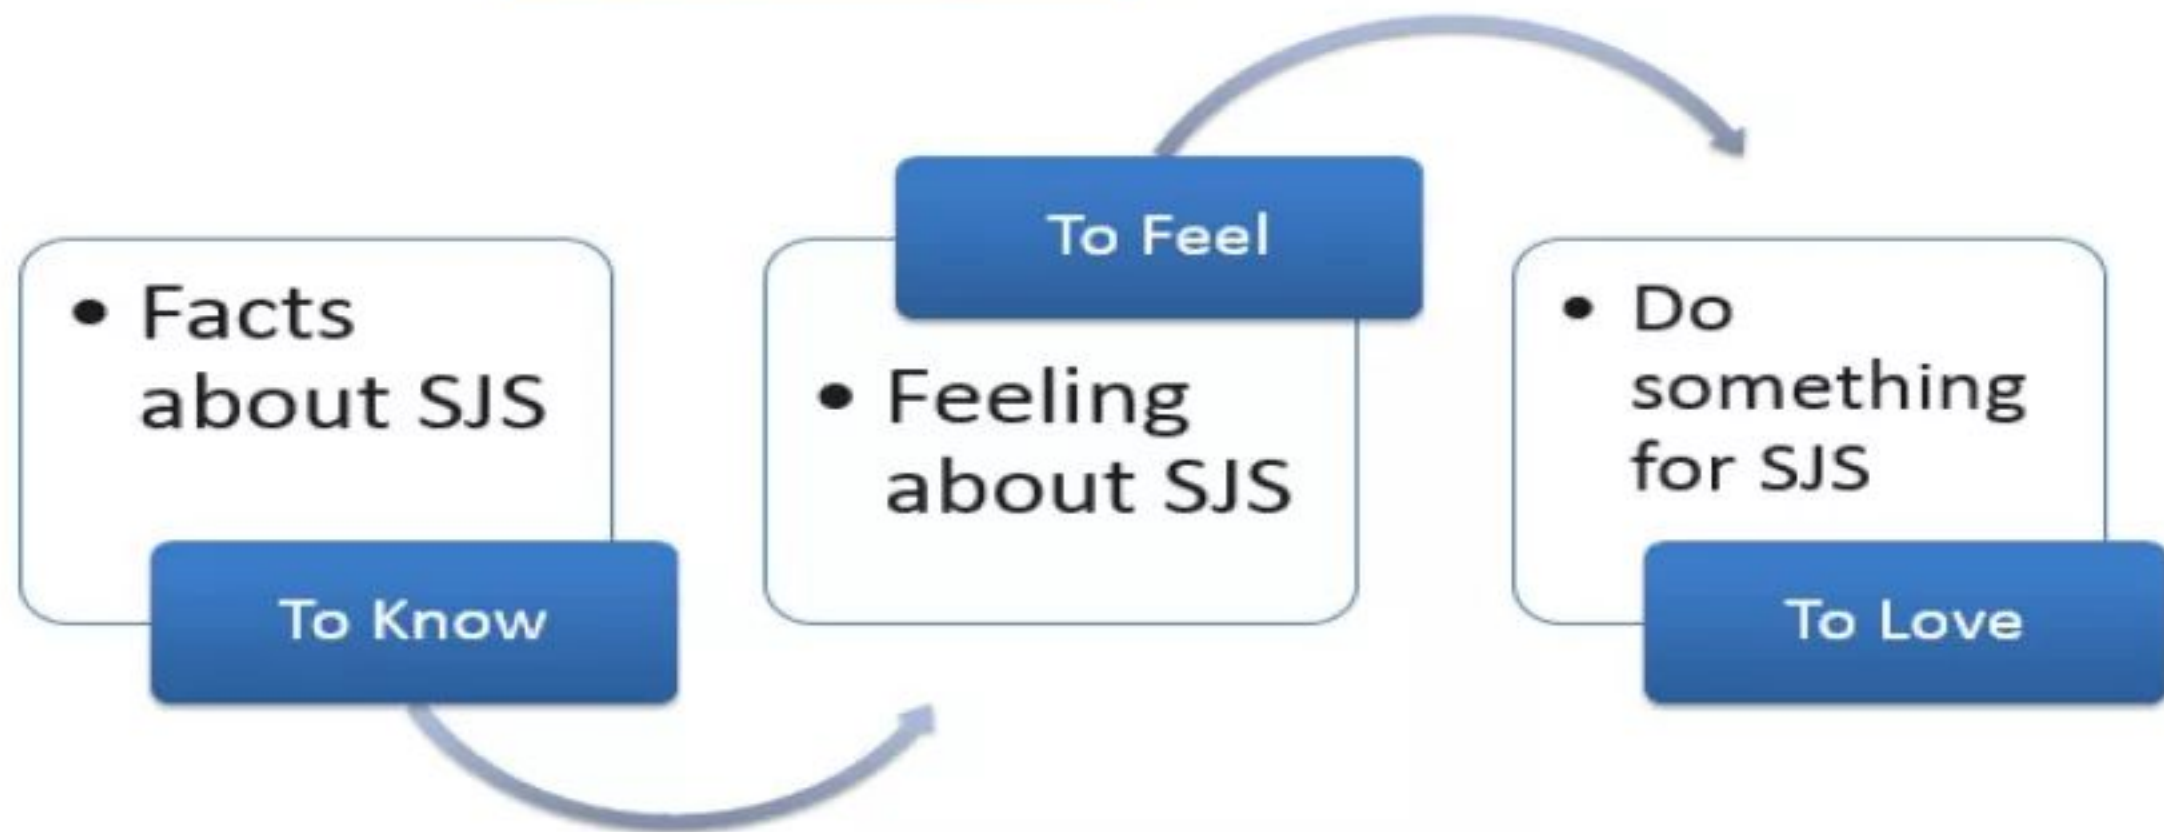 • Facts
about SJS
To Know
To Feel
• Feeling
about SJS
• Do
something
for SJS
To Love